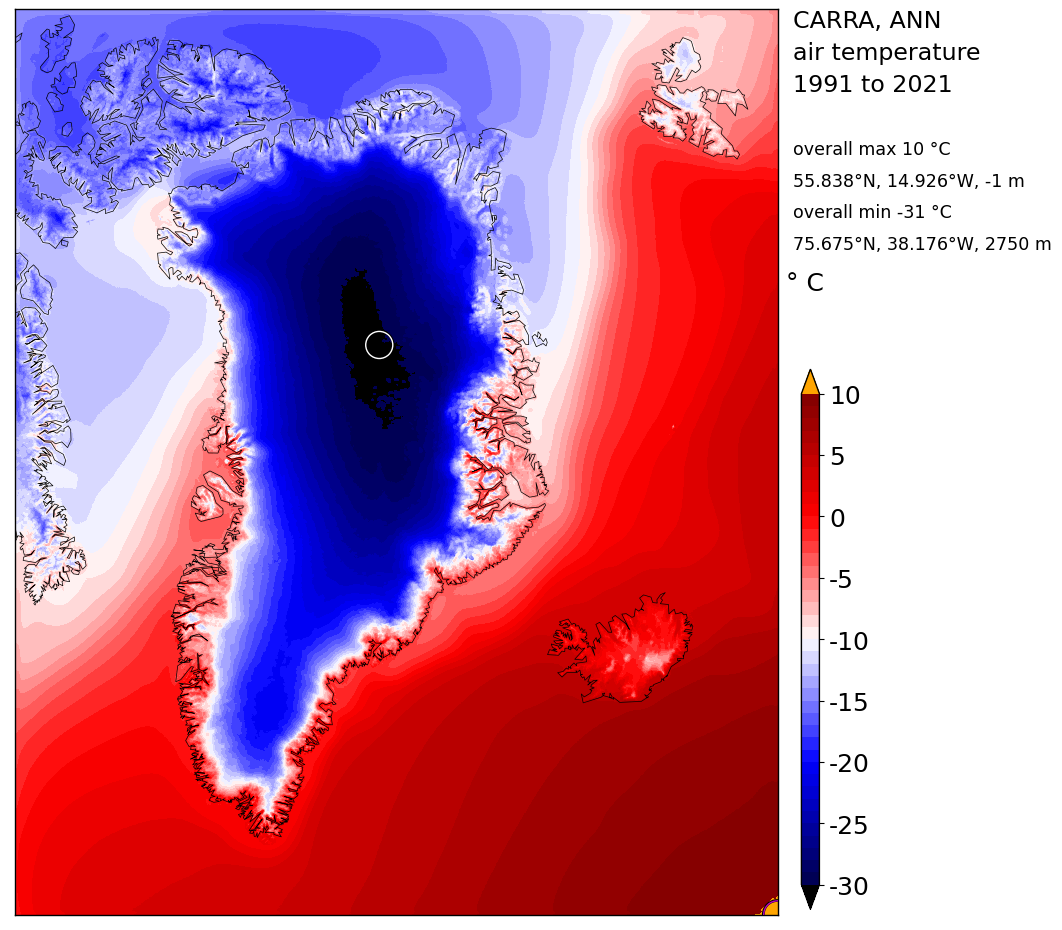 CARRA, ANN
air temperature
1991 to 2021
overall max 10 °C
55.838°N, 14.926°W, -1 m
overall min -31 °C
75.675°N, 38.176°W, 2750 m
° C
10
5
0
-5
-10
-15
-20
-25
-30